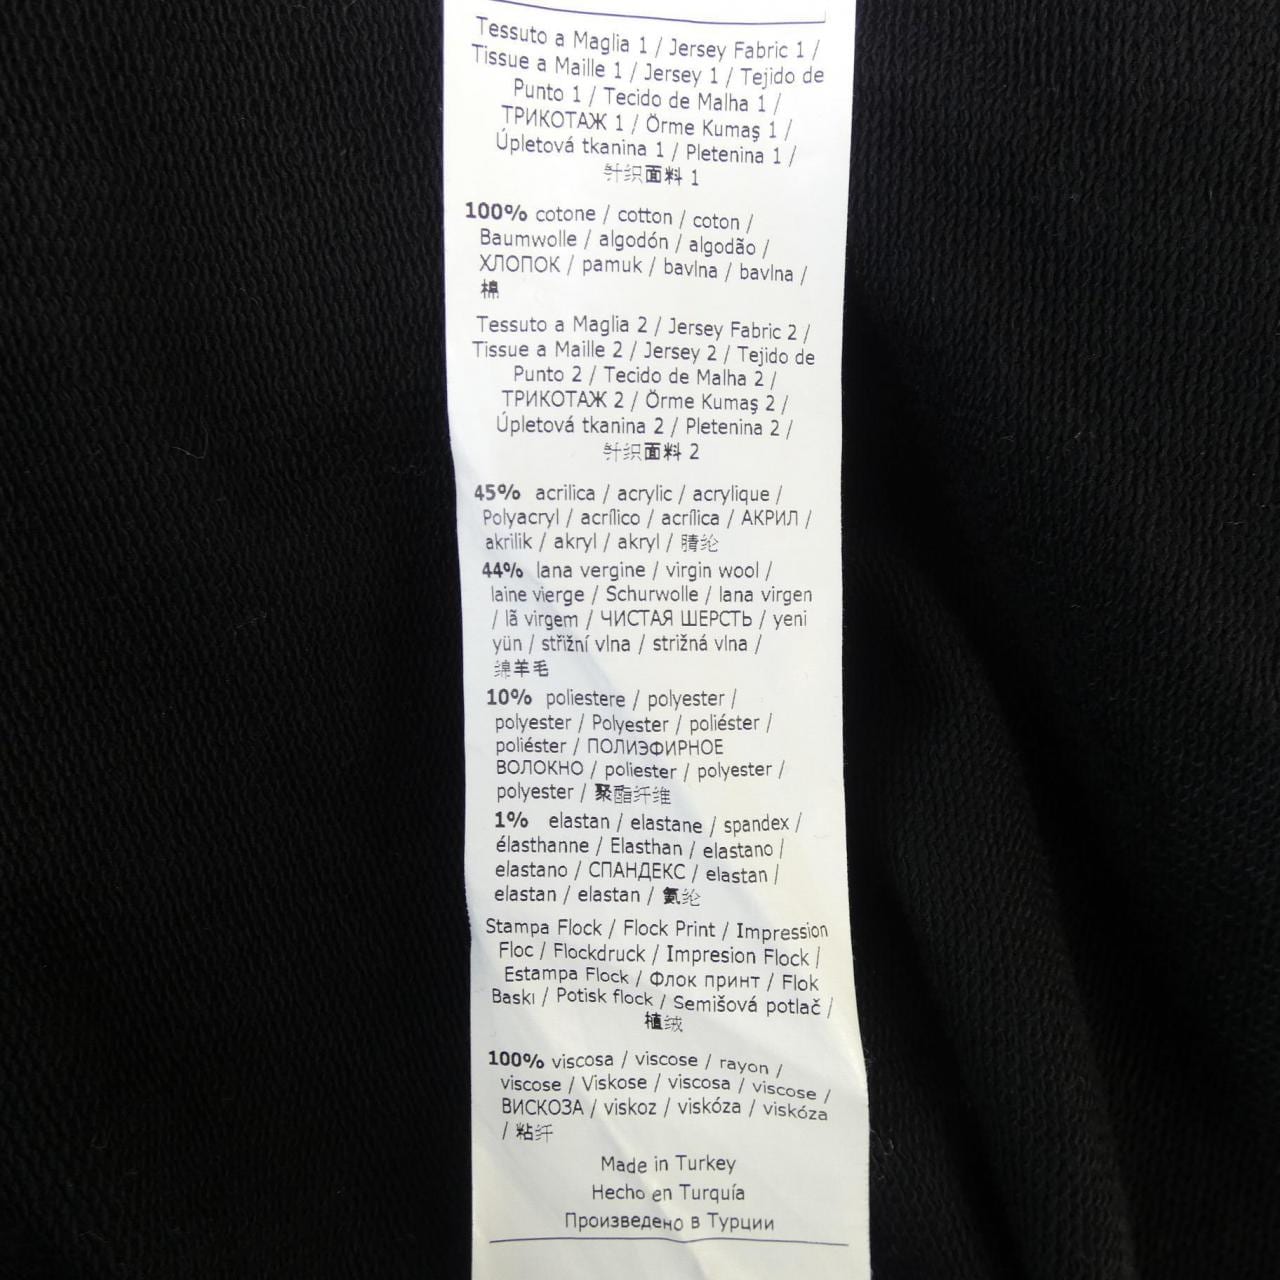 Tessuto a Maglia 1 / Jersey Fabric 1 /
Tissue a Maille 1 / Jersey 1 / Tejido de
Punto 1 / Tecido de Malha 1 /
ТРИКОТАЖ 1 / Örme Kumaş 1 /
Úpletová tkanina 1 / Pletenina 1 /
针织面料 1
100% cotone / cotton / coton /
Baumwolle / algodón / algodão /
ХЛОПОК / pamuk / bavlna / bavlna /
棉
Tessuto a Maglia 2 / Jersey Fabric 2 /
Tissue a Maille 2 / Jersey 2 / Tejido de
Punto 2 / Tecido de Malha 2 /
ТРИКОТАЖ 2 / Örme Kumaş 2 /
Úpletová tkanina 2 / Pletenina 2 /
针织面料 2
45% acrilica / acrylic / acrylique /
Polyacryl / acrílico / acrílica / АКРИЛ /
akrilik / akryl / akryl / 腈纶
44% lana vergine / virgin wool /
laine vierge / Schurwolle / lana virgen
/ lã virgem / ЧИСТАЯ ШЕРСТЬ / yeni
yün / střižní vlna / strižná vlna /
绵羊毛
10% poliestere / polyester /
polyester / Polyester / poliéster /
poliéster / ПОЛИЭФИРНОЕ
ВОЛОКНО / poliester / polyester /
polyester / 聚酯纤维
1% elastan / elastane / spandex /
élasthanne / Elasthan / elastano /
elastano / СПАНДЕКС / elastan /
elastan / elastan / 氨纶
Stampa Flock / Flock Print / Impression
Floc / Flockdruck / Impresion Flock /
Estampa Flock / Флок принт / Flok
Baskı / Potisk flock / Semišová potlač /
植绒
100% viscosa / viscose / rayon /
viscose / Viskose / viscosa / viscose /
ВИСКОЗА / viskoz / viskóza / viskóza
/ 粘纤
Made in Turkey
Hecho en Turquía
Произведено в Турции